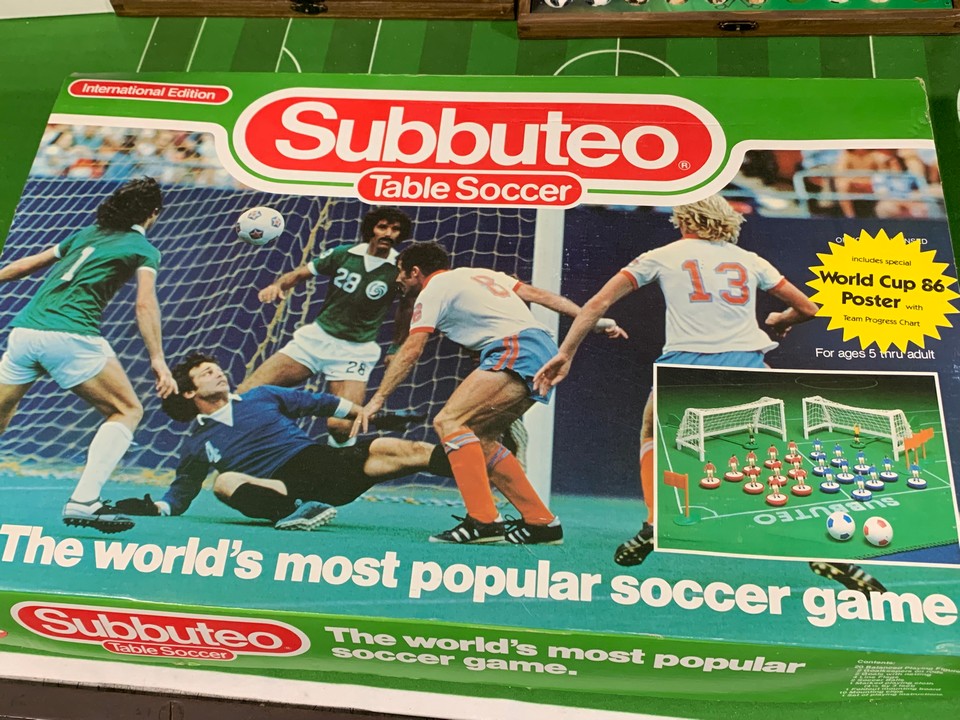 International Edition
Subbuteo®
Table Soccer
1
28
28
8
13
4
includes special
World Cup 86
Poster with
Team Progress Chart
For ages 5 thru adult
SUBBUTEO
The world's most popular soccer game
Subbuteo
Table Soccer
The world's most popular
soccer game.
Contents: